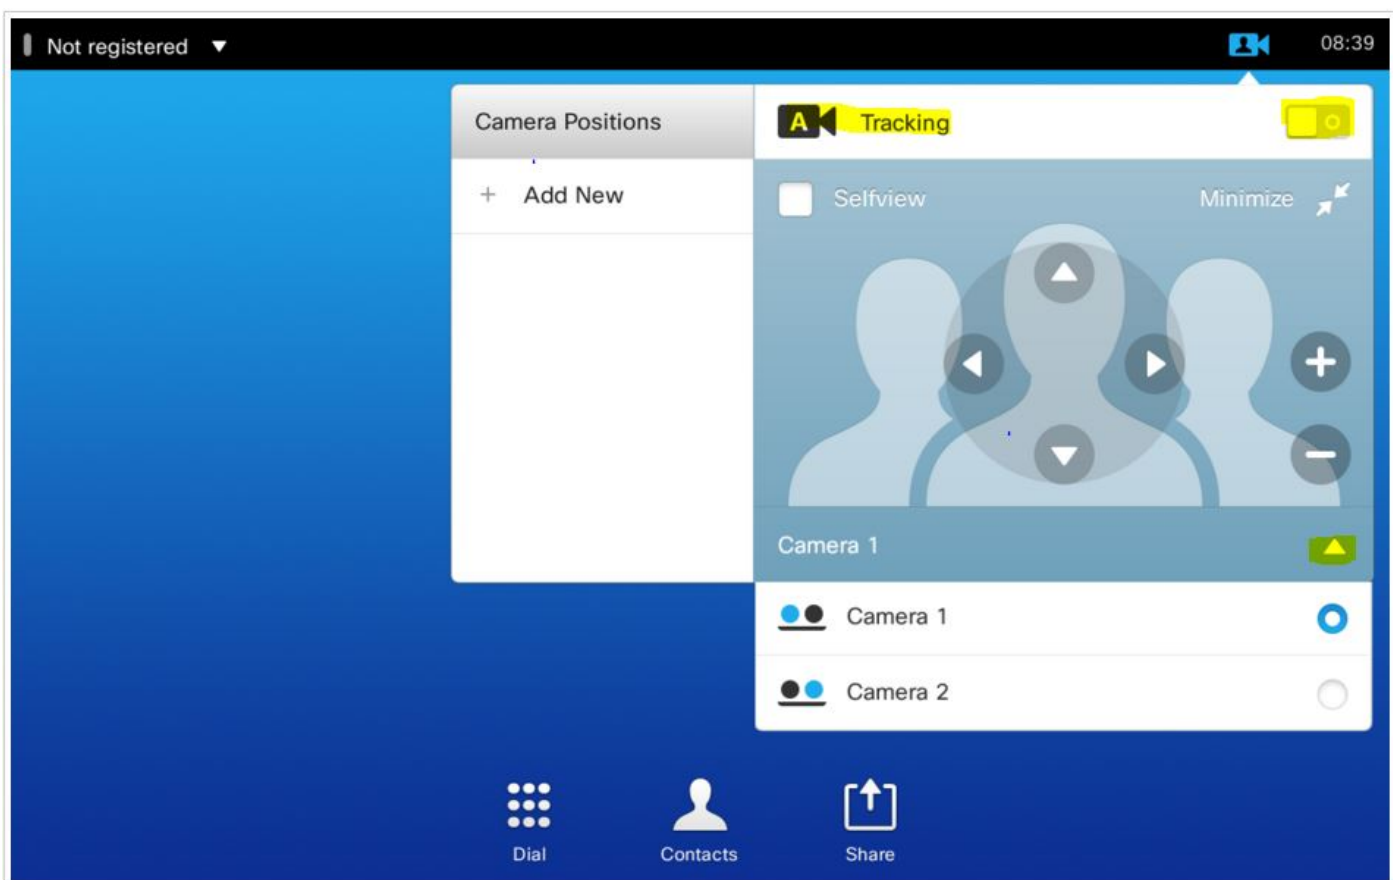 Not registered
08:39
Camera Positions
+ Add New
A Tracking
Selfview
Minimize
Camera 1
Camera 1
Camera 2
Dial
Contacts
Share